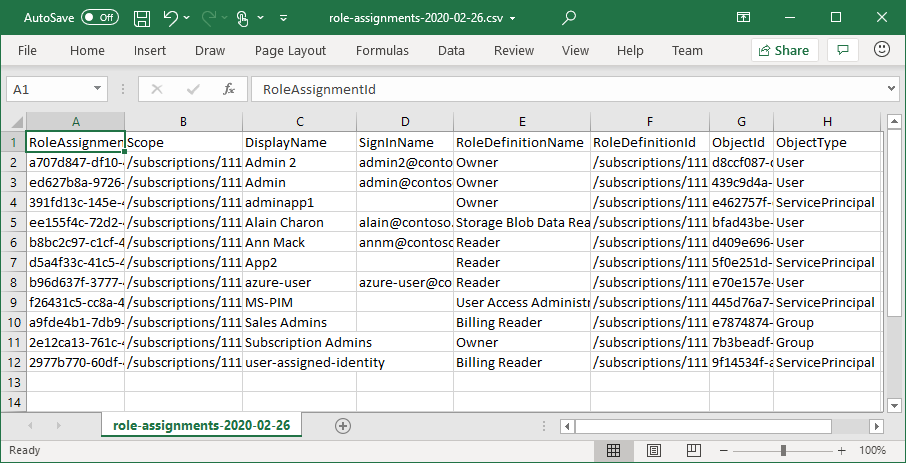 AutoSave Off role-assignments-2020-02-26.csv
File Home Insert Page Layout Formulas Data Review View Help Team Share
A1 fx RoleAssignmentId
A B C D E F G H
1 RoleAssignmen Scope DisplayName SignInName RoleDefinitionName RoleDefinitionId ObjectId ObjectType
2 a707d847-df10- /subscriptions/111 Admin 2 admin2@conto Owner /subscriptions/111 d8ccf087- User
3 ed627b8a-9726- /subscriptions/111 Admin admin@contos Owner /subscriptions/111 439c9d4a- User
4 391fd13c-145e- /subscriptions/111 adminapp1 Owner /subscriptions/111 e462757f- ServicePrincipal
5 ee155f4c-72d2- /subscriptions/111 Alain Charon alain@contoso. Storage Blob Data Rea /subscriptions/111 bfad43be- User
6 b8bc2c97-c1cf-4 /subscriptions/111 Ann Mack annm@contoso Reader /subscriptions/111 d409e696- User
7 d5a4f33c-41c5-4 /subscriptions/111 App2 Reader /subscriptions/111 5f0e251d- ServicePrincipal
8 b96d637f-3777- /subscriptions/111 azure-user azure-user@co Reader /subscriptions/111 e70e157e- User
9 f26431c5-cc8a-4 /subscriptions/111 MS-PIM User Access Administ /subscriptions/111 445d76a7- ServicePrincipal
10 a9fde4b1-7db9- /subscriptions/111 Sales Admins Billing Reader /subscriptions/111 e7874874- Group
11 2e12ca13-761c- /subscriptions/111 Subscription Admins Owner /subscriptions/111 7b3beadf- Group
12 2977b770-60df- /subscriptions/111 user-assigned-identity Billing Reader /subscriptions/111 9f14534f- ServicePrincipal
13
14
role-assignments-2020-02-26
Ready 100%